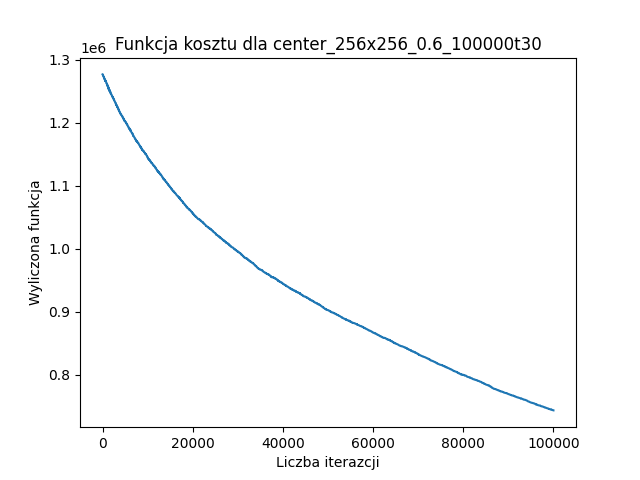 Funkcja kosztu dla center_256x256_0.6_100000t30
1e6
1.3
1.2
1.1
1.0
0.9
0.8
Wyliczona funkcja
0 20000 40000 60000 80000 100000
Liczba iterazcji